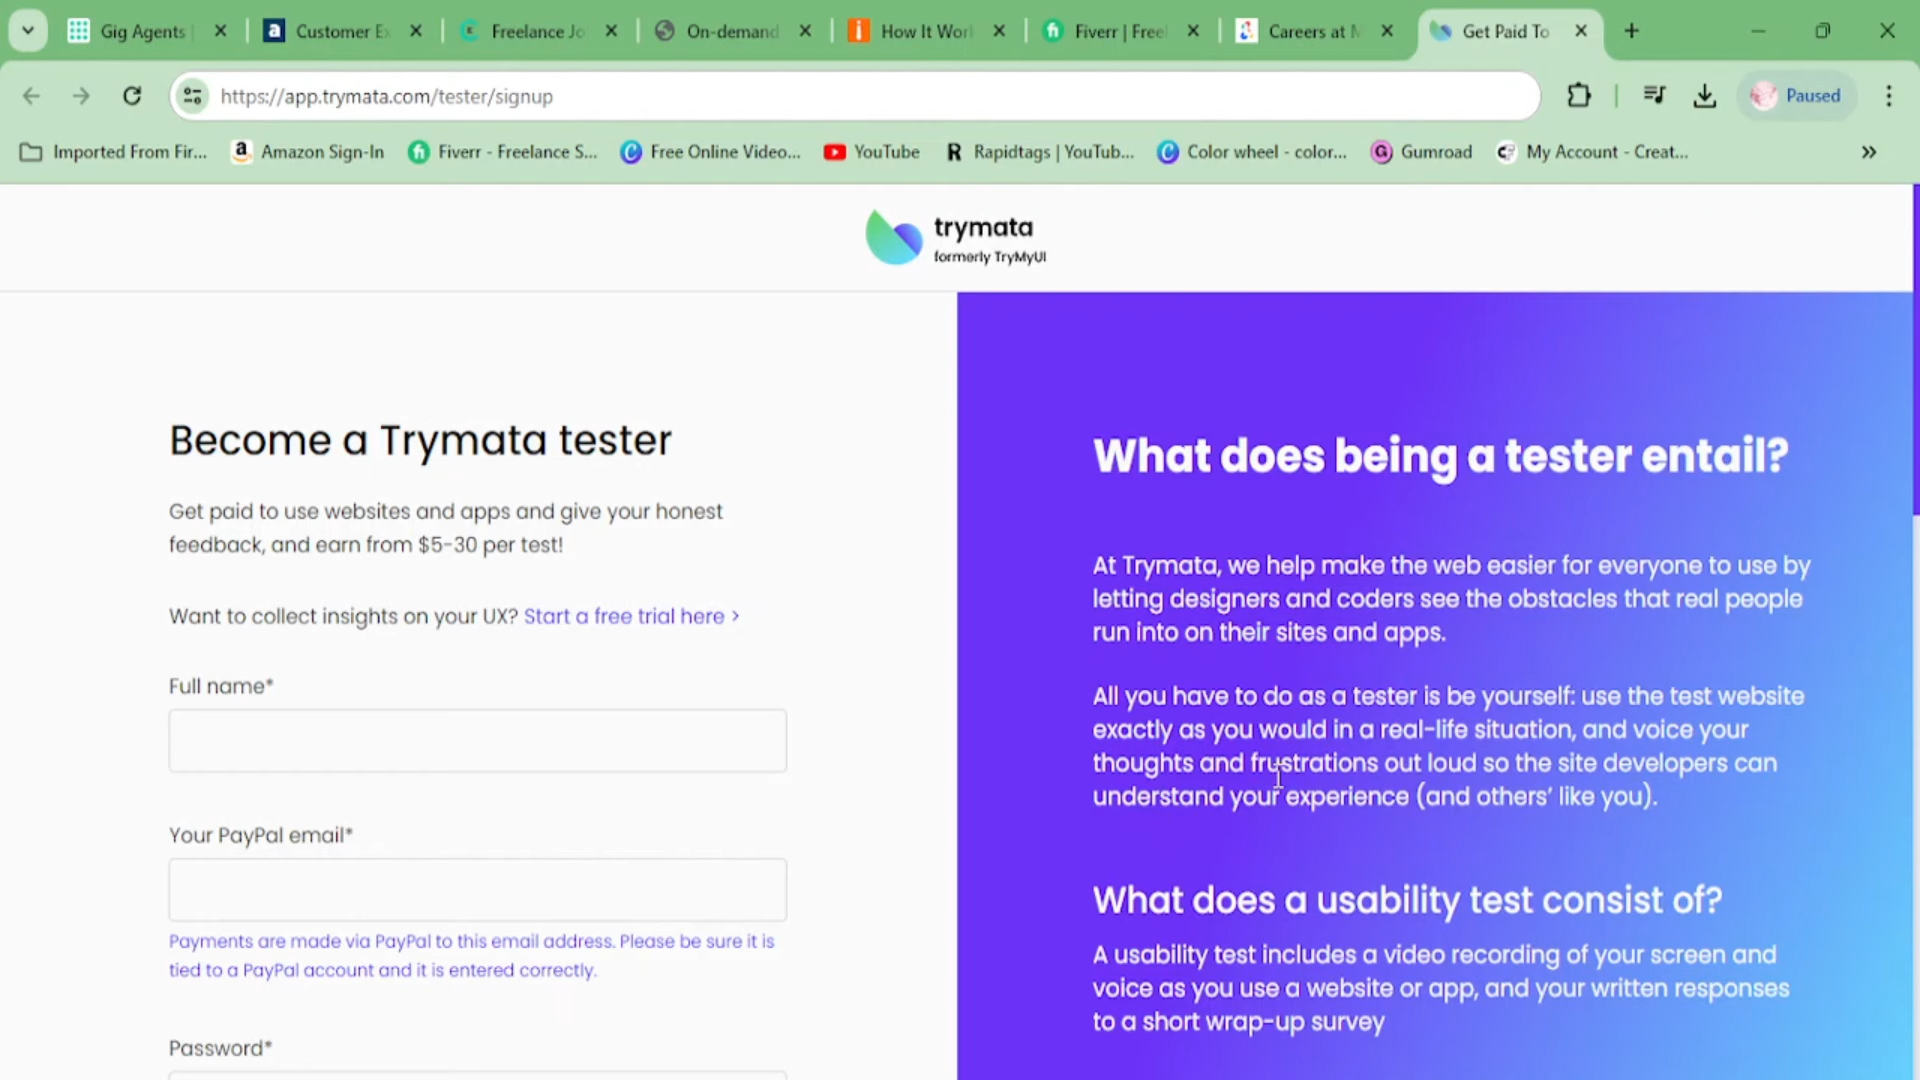 Gig Agents
Customer E
Freelance Jo
On-demand
How It Wor
Fiverr | Free
Careers at M
Get Paid To
https://app.trymata.com/tester/signup
Paused
Imported From Fir...
Amazon Sign-In
Fiverr - Freelance S...
Free Online Video...
YouTube
Rapidtags | YouTub...
Color wheel - color...
Gumroad
My Account - Creat...
trymata
formerly TryMyUI
Become a Trymata tester
Get paid to use websites and apps and give your honest
feedback, and earn from $5-30 per test!
Want to collect insights on your UX? Start a free trial here >
Full name*
Your PayPal email*
Payments are made via PayPal to this email address. Please be sure it is
tied to a PayPal account and it is entered correctly.
Password*
What does being a tester entail?
At Trymata, we help make the web easier for everyone to use by
letting designers and coders see the obstacles that real people
run into on their sites and apps.
All you have to do as a tester is be yourself: use the test website
exactly as you would in a real-life situation, and voice your
thoughts and frustrations out loud so the site developers can
understand your experience (and others’ like you).
What does a usability test consist of?
A usability test includes a video recording of your screen and
voice as you use a website or app, and your written responses
to a short wrap-up survey